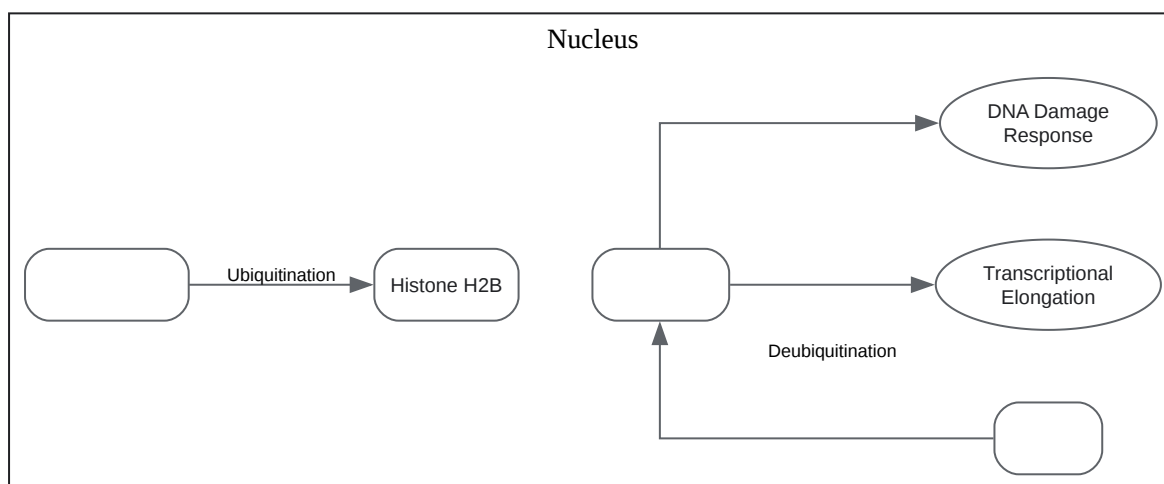 Nucleus
DNA Damage
Response
Ubiquitination
Histone H2B
Transcriptional
Elongation
Deubiquitination